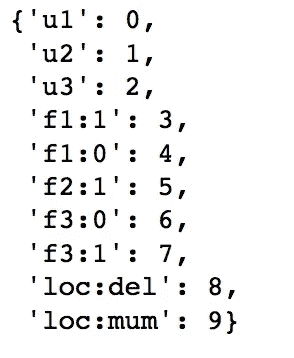 {'u1': 0,
'u2': 1,
'u3': 2,
'f1:1': 3,
'f1:0': 4,
'f2:1': 5,
'f3:0': 6,
'f3:1': 7,
'loc:del': 8,
'loc:mum': 9}